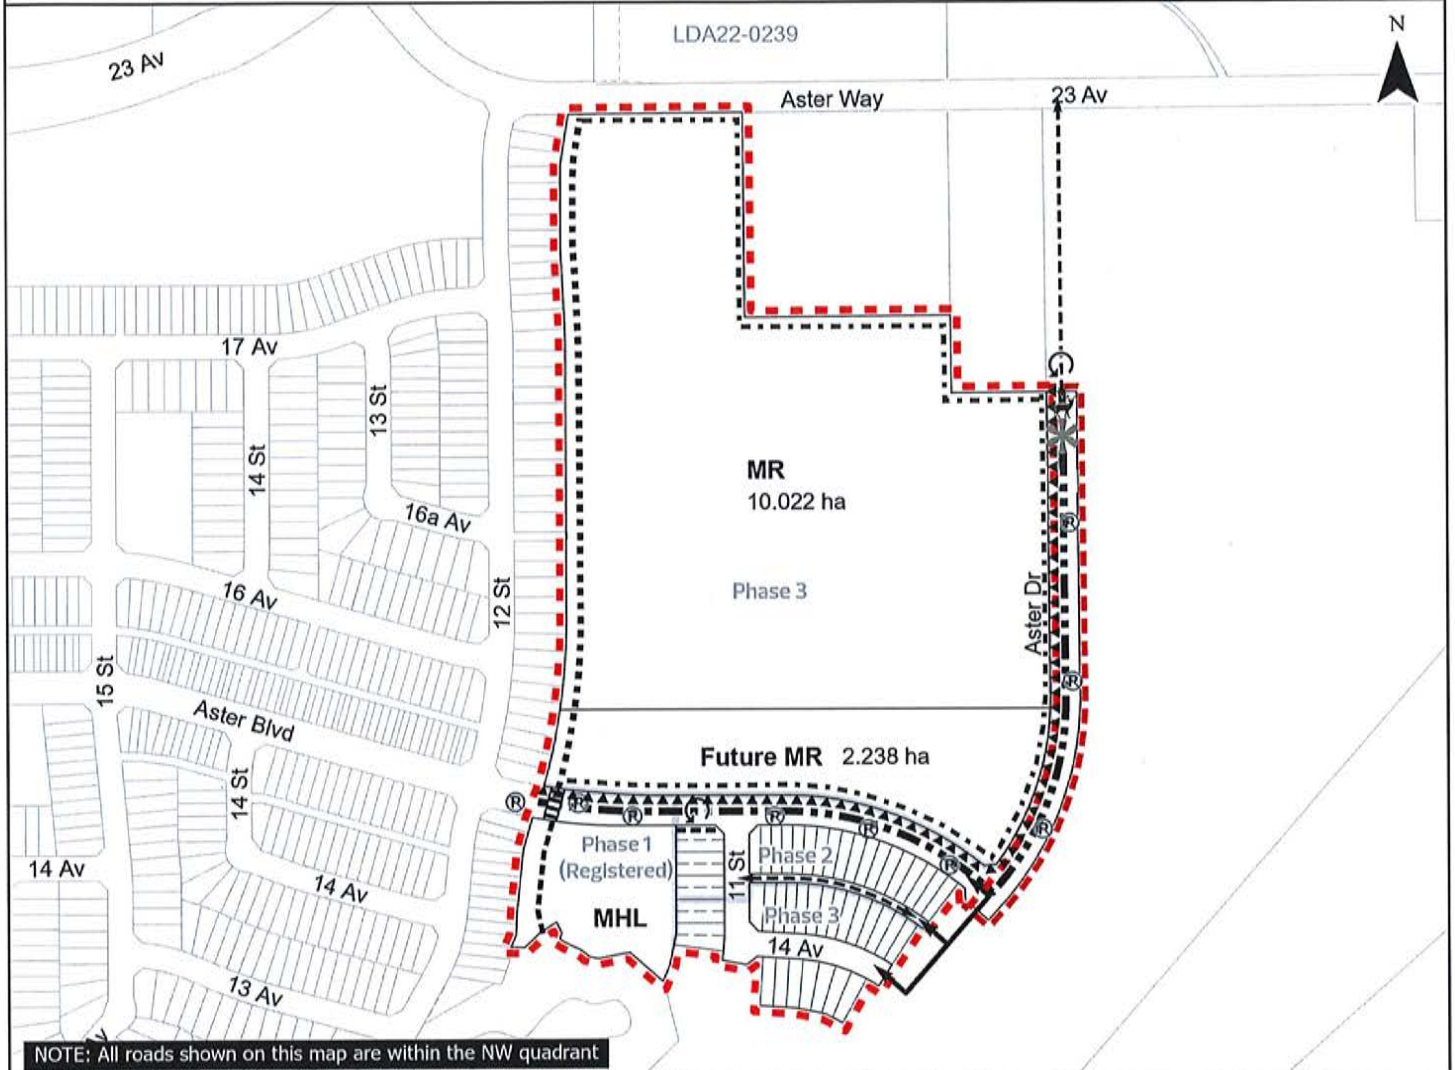 LDA22-0239
N
23 Av
Aster Way
23 Av
17 Av
13 St
14 St
16a Av
MR
10.022 ha
16 Av
12 St
Phase 3
Aster Dr
15 St
Aster Blvd
Future MR 2.238 ha
14 St
R
R
R
R
R
R
R
R
R
Phase 1
(Registered)
11 St
Phase 2
14 Av
14 Av
MHL
Phase 3
14 Av
13 Av
NOTE: All roads shown on this map are within the NW quadrant